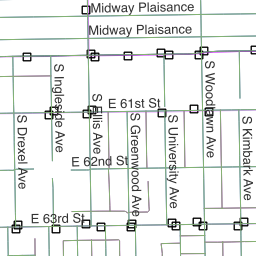 Midway Plaisance
Midway Plaisance
S Ingleside Ave
S Woodlawn Ave
E 61st St
S Drexel Ave
S Ellis Ave
S Greenwood Ave
S University Ave
S Kimbark Ave
E 62nd St
E 63rd St